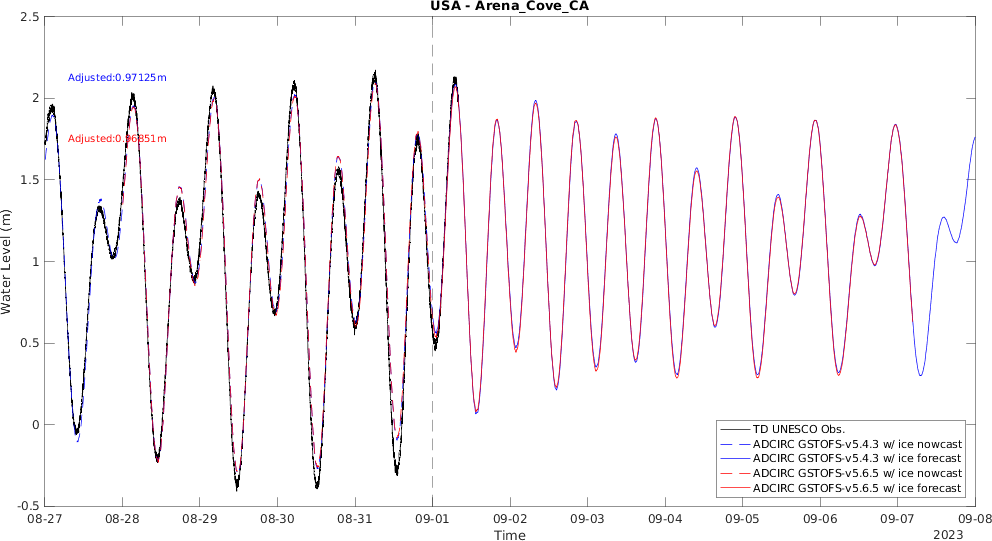 USA - Arena_Cove_CA
2.5
2
1.5
1
0.5
0
-0.5
Water Level (m)
Adjusted:0.97125m
Adjusted:0.96851m
TD UNESCO Obs.
ADCIRC GSTOFS-v5.4.3 w/ ice nowcast
ADCIRC GSTOFS-v5.4.3 w/ ice forecast
ADCIRC GSTOFS-v5.6.5 w/ ice nowcast
ADCIRC GSTOFS-v5.6.5 w/ ice forecast
08-27 08-28 08-29 08-30 08-31 09-01 09-02 09-03 09-04 09-05 09-06 09-07 09-08
Time
2023